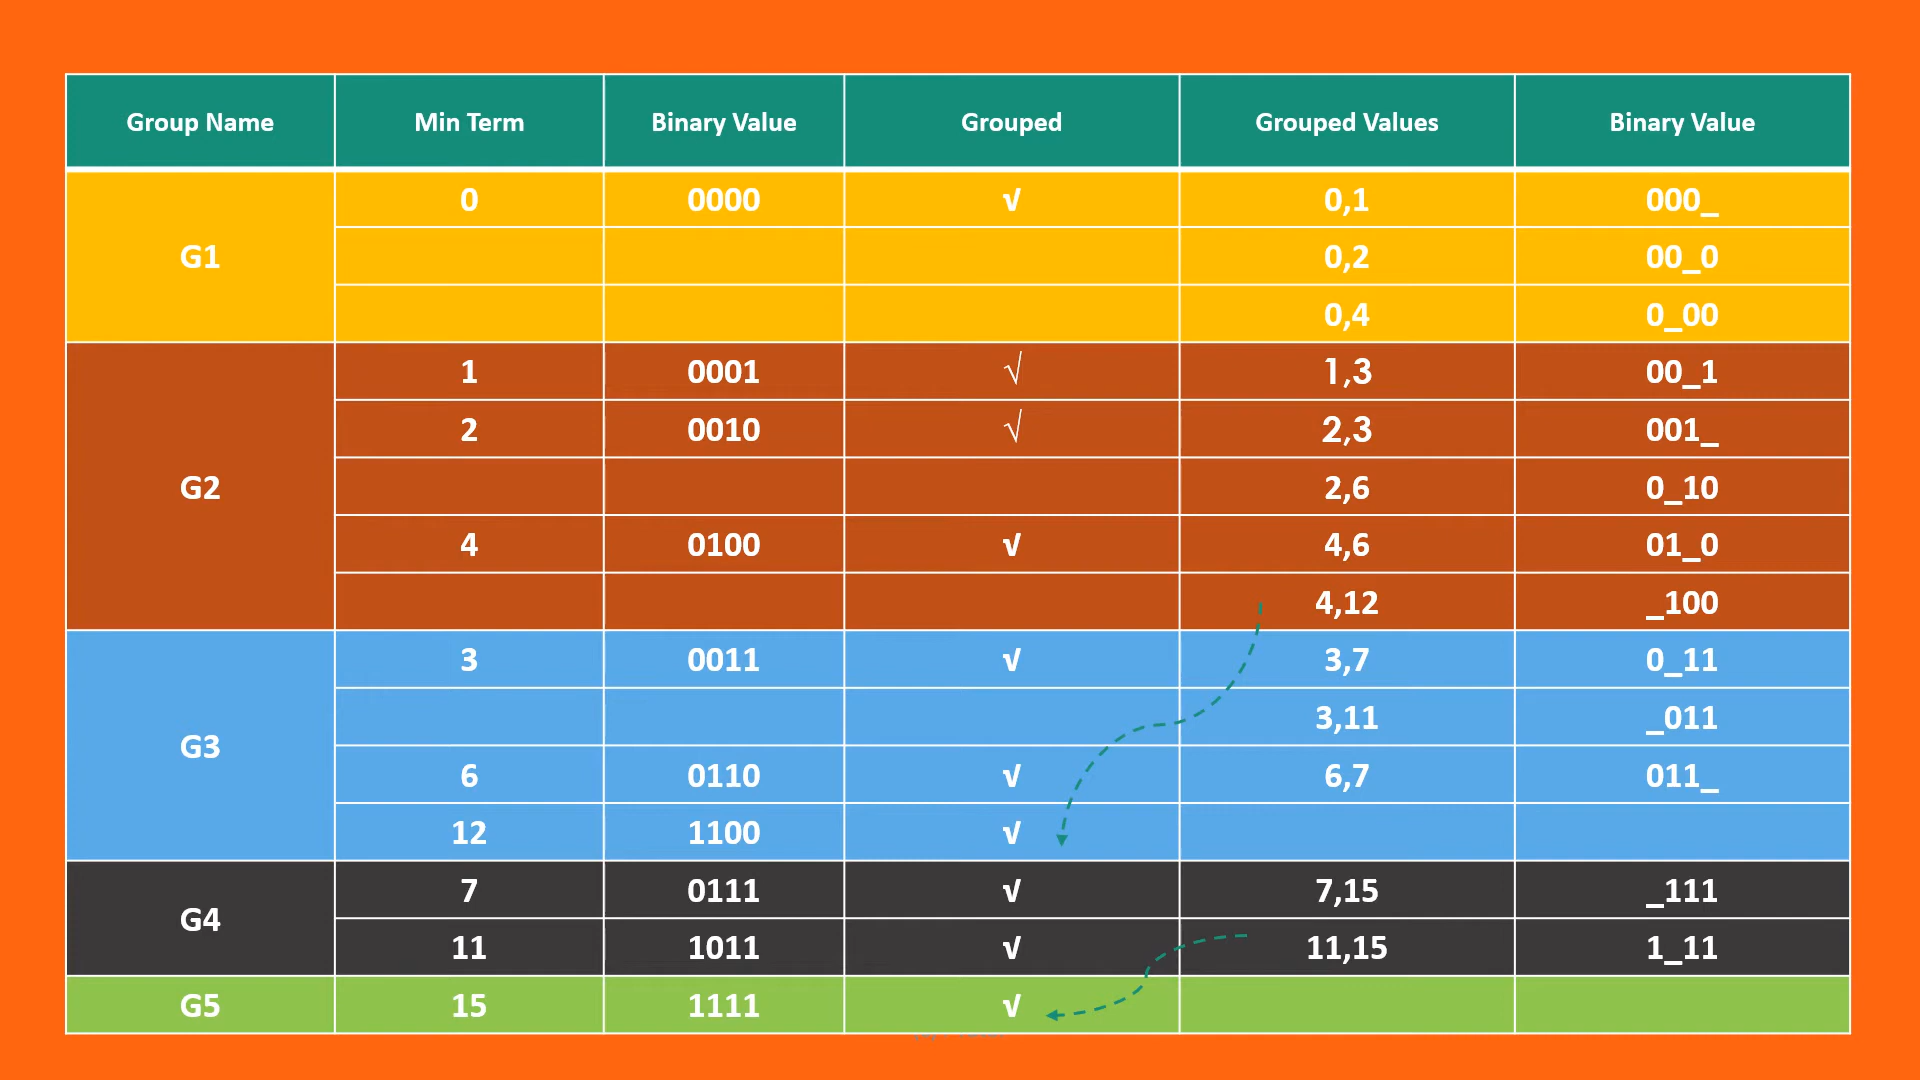 Group Name Min Term Binary Value Grouped Grouped Values Binary Value
G1 0 0000 √ 0,1 000_
0,2 00_0
0,4 0_00
G2 1 0001 √ 1,3 00_1
2 0010 √ 2,3 001_
2,6 0_10
4 0100 √ 4,6 01_0
4,12 _100
G3 3 0011 √ 3,7 0_11
3,11 _011
6 0110 √ 6,7 011_
12 1100 √
G4 7 0111 √ 7,15 _111
11 1011 √ 11,15 1_11
G5 15 1111 √